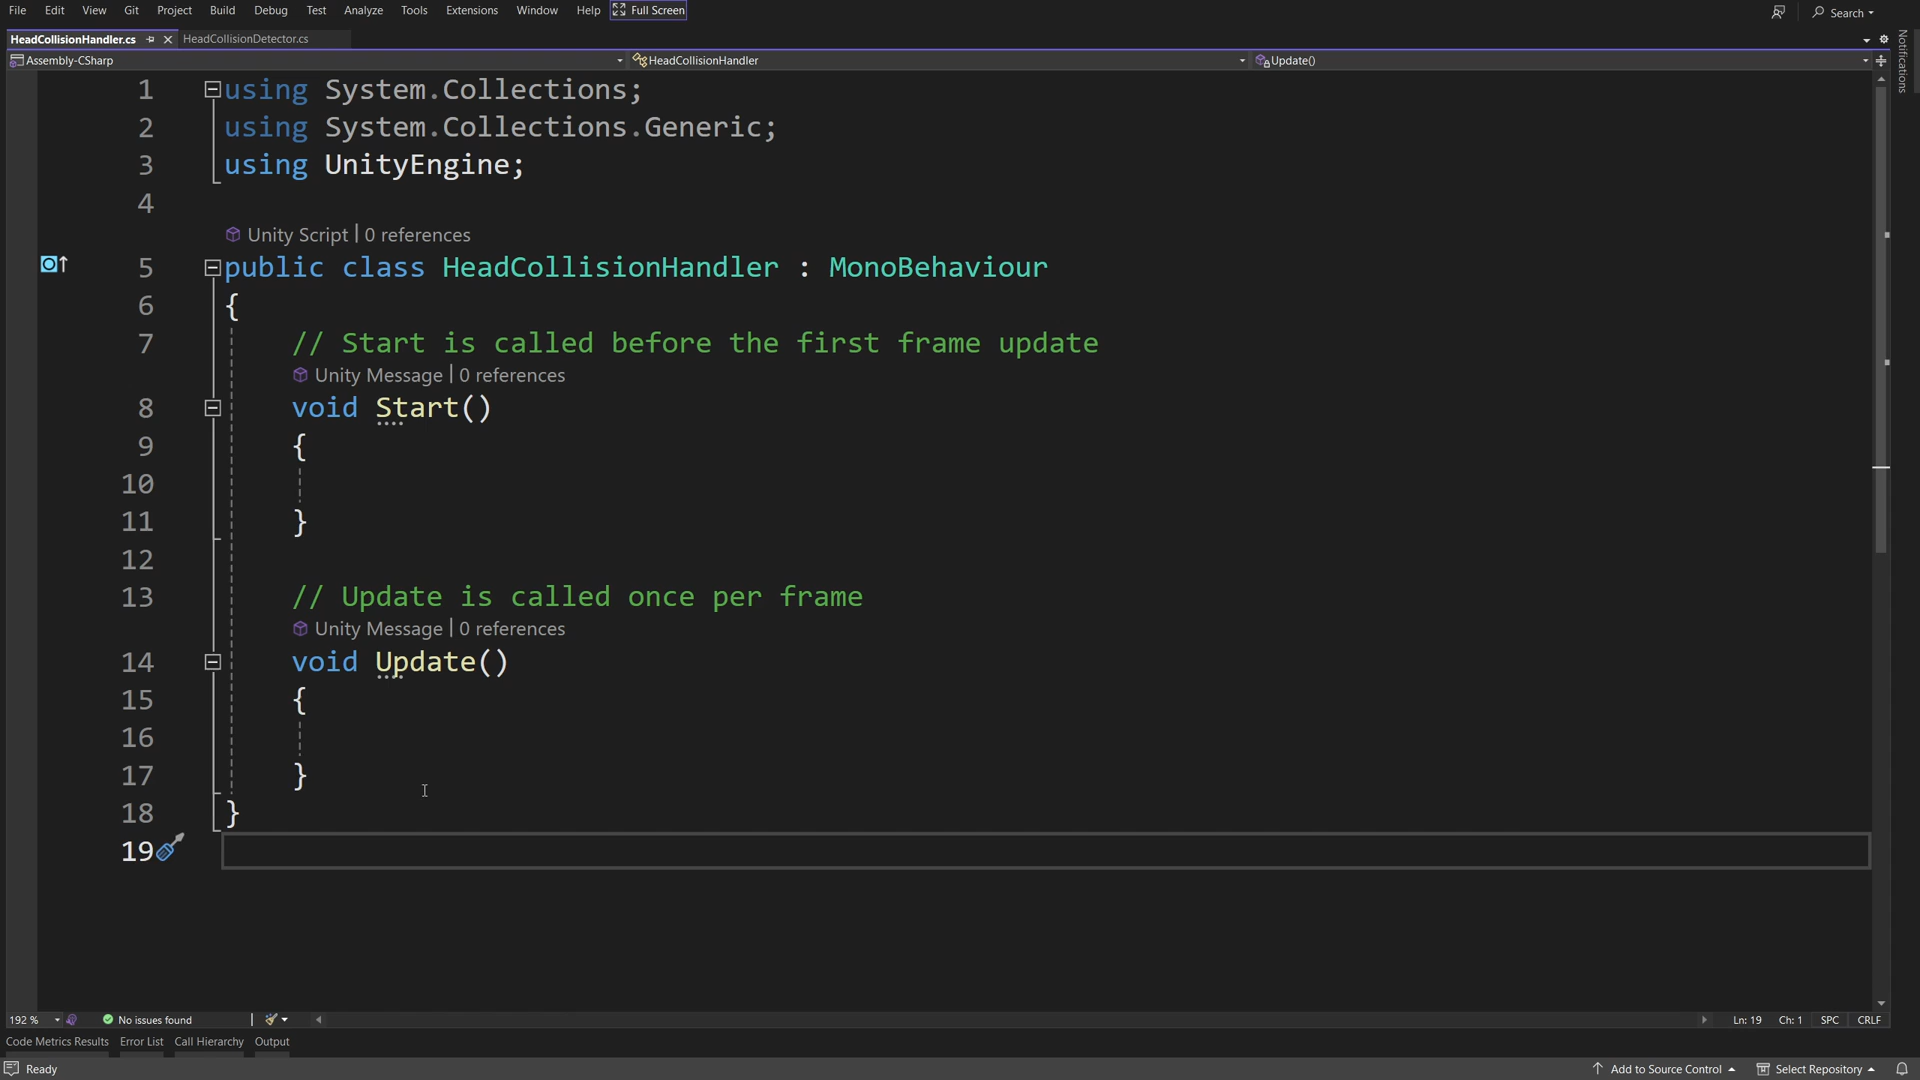 File Edit View Git Project Build Debug Test Analyze Tools Extensions Window Help Full Screen Search
HeadCollisionHandler.cs HeadCollisionDetector.cs
Assembly-CSharp HeadCollisionHandler Update()
Notifications
1 using System.Collections;
2 using System.Collections.Generic;
3 using UnityEngine;
4
Unity Script | 0 references
5 public class HeadCollisionHandler : MonoBehaviour
6 {
7 // Start is called before the first frame update
Unity Message | 0 references
8 void Start()
9 {
10
11 }
12
13 // Update is called once per frame
Unity Message | 0 references
14 void Update()
15 {
16
17 }
18 }
19
192 % No issues found Ln: 19 Ch: 1 SPC CRLF
Code Metrics Results Error List Call Hierarchy Output
Ready Add to Source Control Select Repository